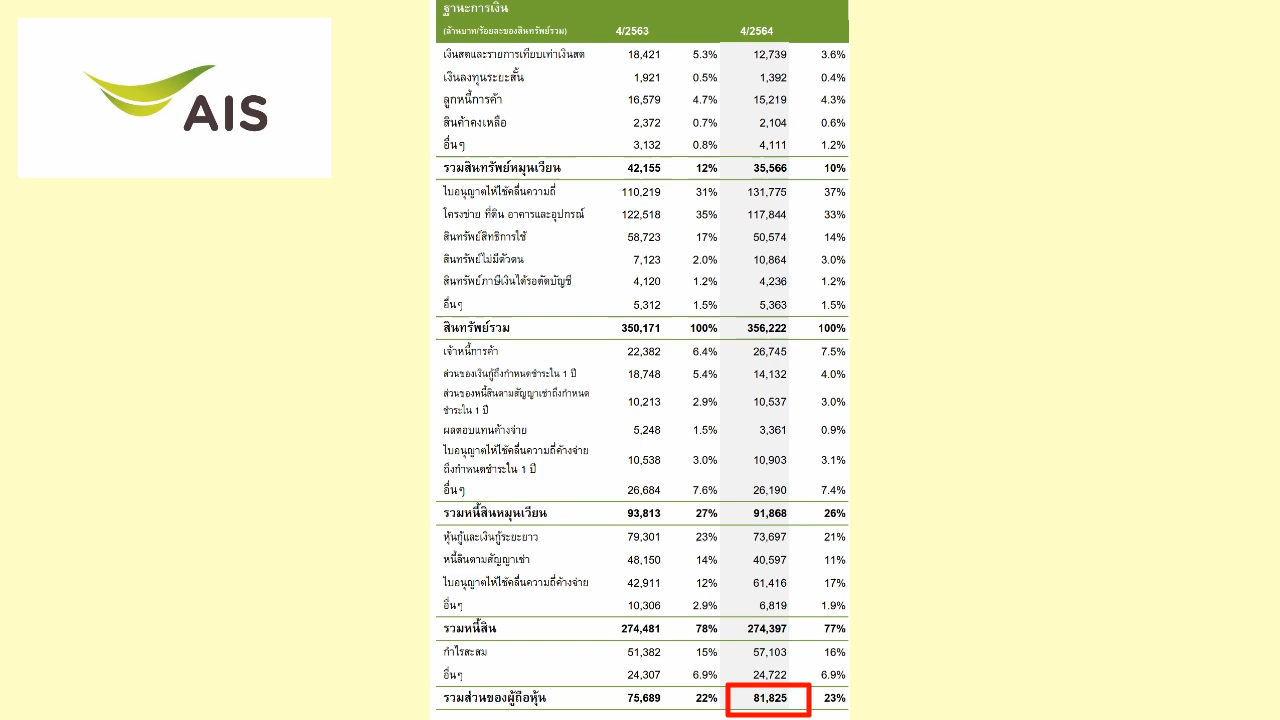 AIS
ฐานะการเงิน
(ล้านบาท/ร้อยละของสินทรัพย์รวม) 4/2563 4/2564
เงินสดและรายการเทียบเท่าเงินสด 18,421 5.3% 12,739 3.6%
เงินลงทุนระยะสั้น 1,921 0.5% 1,392 0.4%
ลูกหนี้การค้า 16,579 4.7% 15,219 4.3%
สินค้าคงเหลือ 2,372 0.7% 2,104 0.6%
อื่นๆ 3,132 0.8% 4,111 1.2%
รวมสินทรัพย์หมุนเวียน 42,155 12% 35,566 10%
ใบอนุญาตให้ใช้คลื่นความถี่ 110,219 31% 131,775 37%
โครงข่าย ที่ดิน อาคารและอุปกรณ์ 122,518 35% 117,844 33%
สินทรัพย์สิทธิการใช้ 58,723 17% 50,574 14%
สินทรัพย์ไม่มีตัวตน 7,123 2.0% 10,864 3.0%
สินทรัพย์ภาษีเงินได้รอตัดบัญชี 4,120 1.2% 4,236 1.2%
อื่นๆ 5,312 1.5% 5,363 1.5%
สินทรัพย์รวม 350,171 100% 356,222 100%
เจ้าหนี้การค้า 22,382 6.4% 26,745 7.5%
ส่วนของเงินกู้ถึงกำหนดชำระใน 1 ปี 18,748 5.4% 14,132 4.0%
ส่วนของหนี้สินตามสัญญาเช่าถึงกำหนด
ชำระใน 1 ปี 10,213 2.9% 10,537 3.0%
ผลตอบแทนค้างจ่าย 5,248 1.5% 3,361 0.9%
ใบอนุญาตให้ใช้คลื่นความถี่ค้างจ่าย
ถึงกำหนดชำระใน 1 ปี 10,538 3.0% 10,903 3.1%
อื่นๆ 26,684 7.6% 26,190 7.4%
รวมหนี้สินหมุนเวียน 93,813 27% 91,868 26%
หุ้นกู้และเงินกู้ระยะยาว 79,301 23% 73,697 21%
หนี้สินตามสัญญาเช่า 48,150 14% 40,597 11%
ใบอนุญาตให้ใช้คลื่นความถี่ค้างจ่าย 42,911 12% 61,416 17%
อื่นๆ 10,306 2.9% 6,819 1.9%
รวมหนี้สิน 274,481 78% 274,397 77%
กำไรสะสม 51,382 15% 57,103 16%
อื่นๆ 24,307 6.9% 24,722 6.9%
รวมส่วนของผู้ถือหุ้น 75,689 22% 81,825 23%